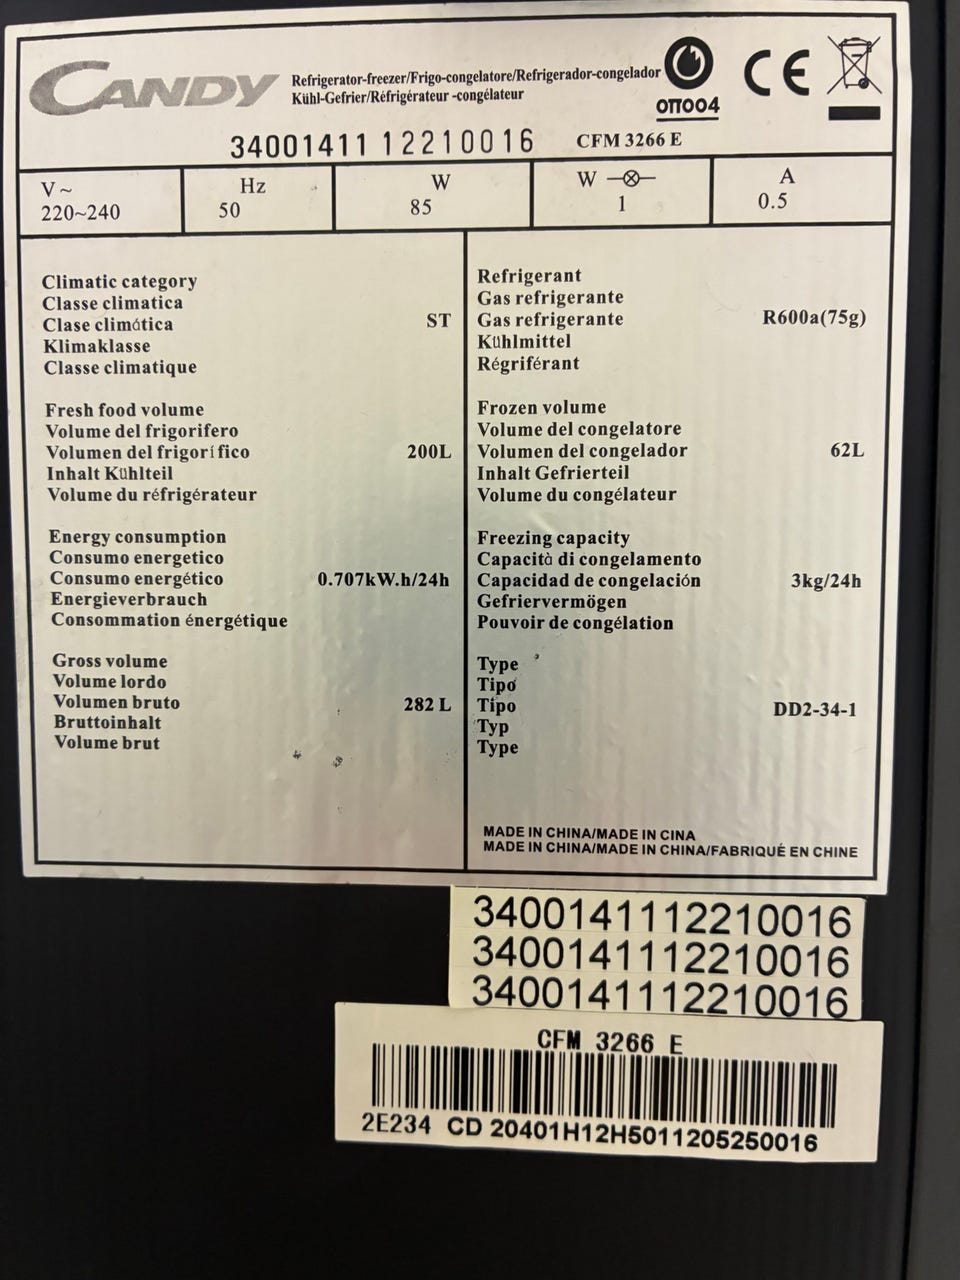 CANDY
Refrigerator-freezer/Frigo-congelatore/Refrigerador-congelador
Kühl-Gefrier/Réfrigérateur -congélateur
OTTO04
CE
34001411 12210016 CFM 3266 E
V~
220~240
Hz
50
W
85
W
1
A
0.5
Climatic category
Classe climatica
Clase climática
Klimaklasse
Classe climatique
ST
Refrigerant
Gas refrigerante
Gas refrigerante
Kühlmittel
Régriférant
R600a(75g)
Fresh food volume
Volume del frigorifero
Volumen del frigorífico
Inhalt Kühlteil
Volume du réfrigérateur
200L
Frozen volume
Volume del congelatore
Volumen del congelador
Inhalt Gefrierteil
Volume du congélateur
62L
Energy consumption
Consumo energetico
Consumo energético
Energieverbrauch
Consommation énergétique
0.707kW.h/24h
Freezing capacity
Capacità di congelamento
Capacidad de congelación
Gefriervermögen
Pouvoir de congélation
3kg/24h
Gross volume
Volume lordo
Volumen bruto
Bruttoinhalt
Volume brut
282 L
Type
Tipo
Tipo
Typ
Type
DD2-34-1
MADE IN CHINA/MADE IN CINA
MADE IN CHINA/MADE IN CHINA/FABRIQUÉ EN CHINE
3400141112210016
3400141112210016
3400141112210016
CFM 3266 E
2E234 CD 20401H12H5011205250016